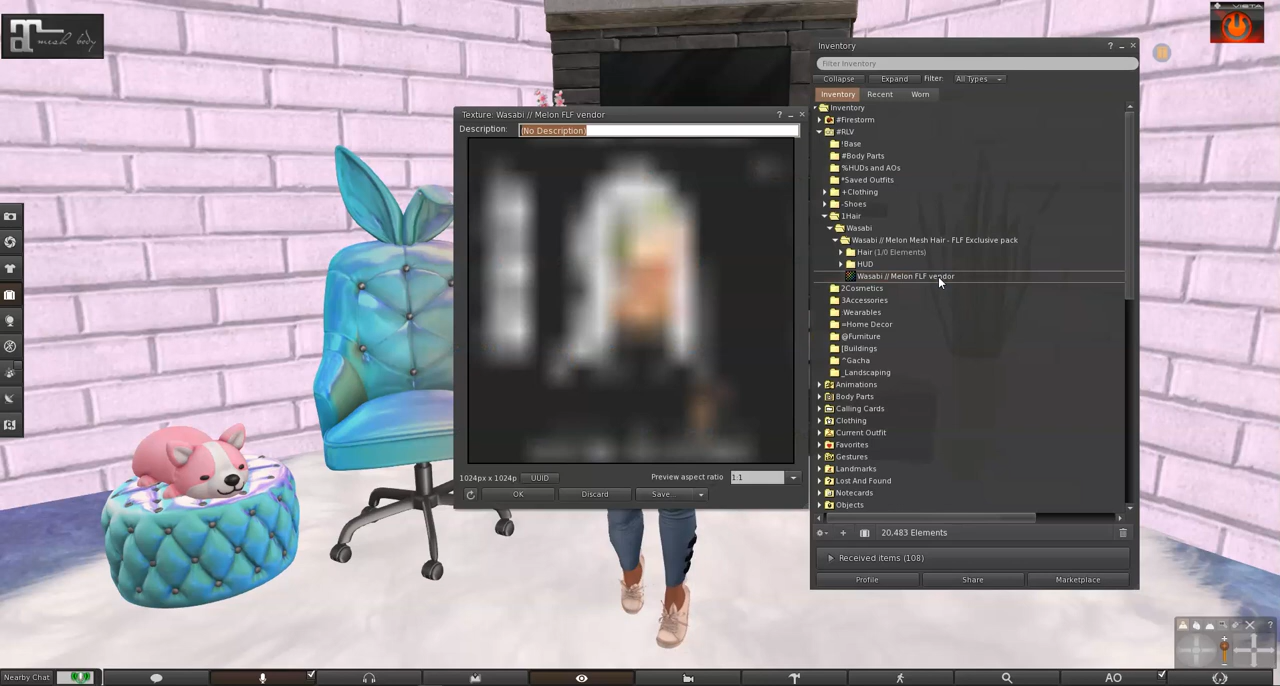 mesh body
VISTA
Inventory
?
Filter Inventory
Collapse
Expand
Filter:
All Types
Inventory
Recent
Worn
Inventory
#Firestorm
#RLV
!Base
#Body Parts
%HUDs and AOs
*Saved Outfits
+Clothing
-Shoes
1Hair
Wasabi
Wasabi // Melon Mesh Hair - FLF Exclusive pack
Hair (1/0 Elements)
HUD
Wasabi // Melon FLF vendor
2Cosmetics
3Accessories
:Wearables
=Home Decor
@Furniture
[Buildings
^Gacha
_Landscaping
Animations
Body Parts
Calling Cards
Clothing
Current Outfit
Favorites
Gestures
Landmarks
Lost And Found
Notecards
Objects
20,483 Elements
Received items (108)
Profile
Share
Marketplace
Texture: Wasabi // Melon FLF vendor
?
Description:
(No Description)
1024px x 1024p
UUID
Preview aspect ratio
1:1
OK
Discard
Save...
?
Nearby Chat
AO